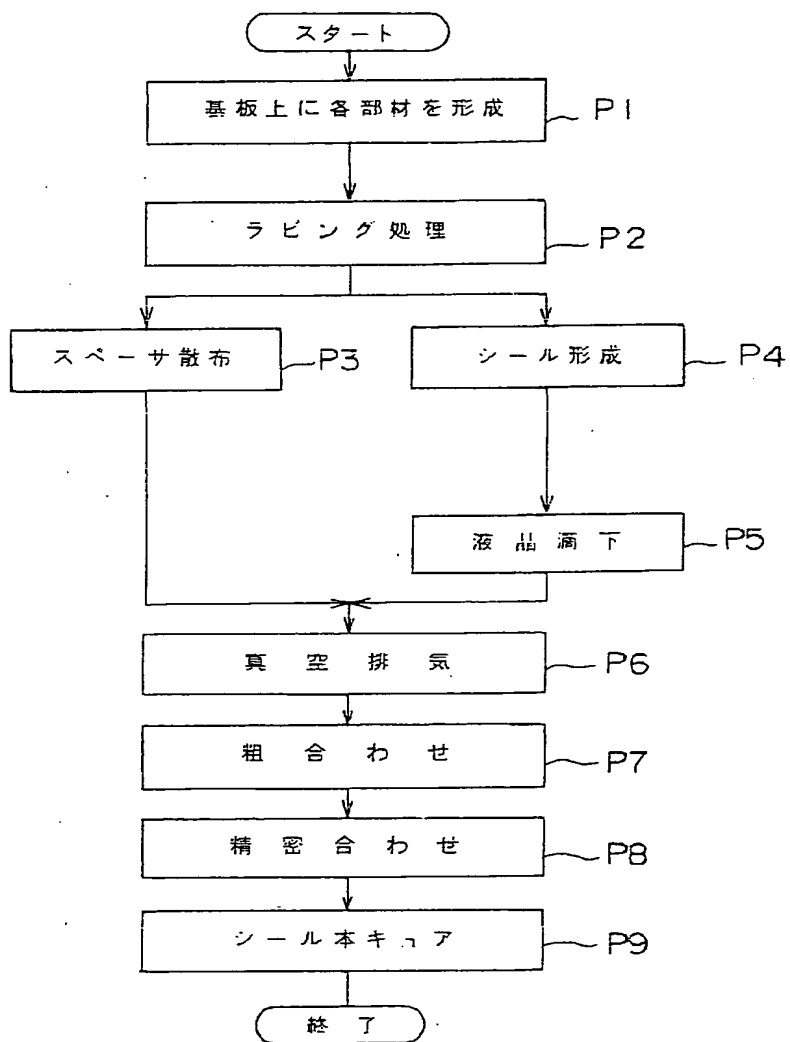 スタート
基板上に各部材を形成
P1
ラビング処理
P2
スペーサ散布
P3
シール形成
P4
液晶滴下
P5
真空排気
P6
粗合わせ
P7
精密合わせ
P8
シール本キュア
P9
終了